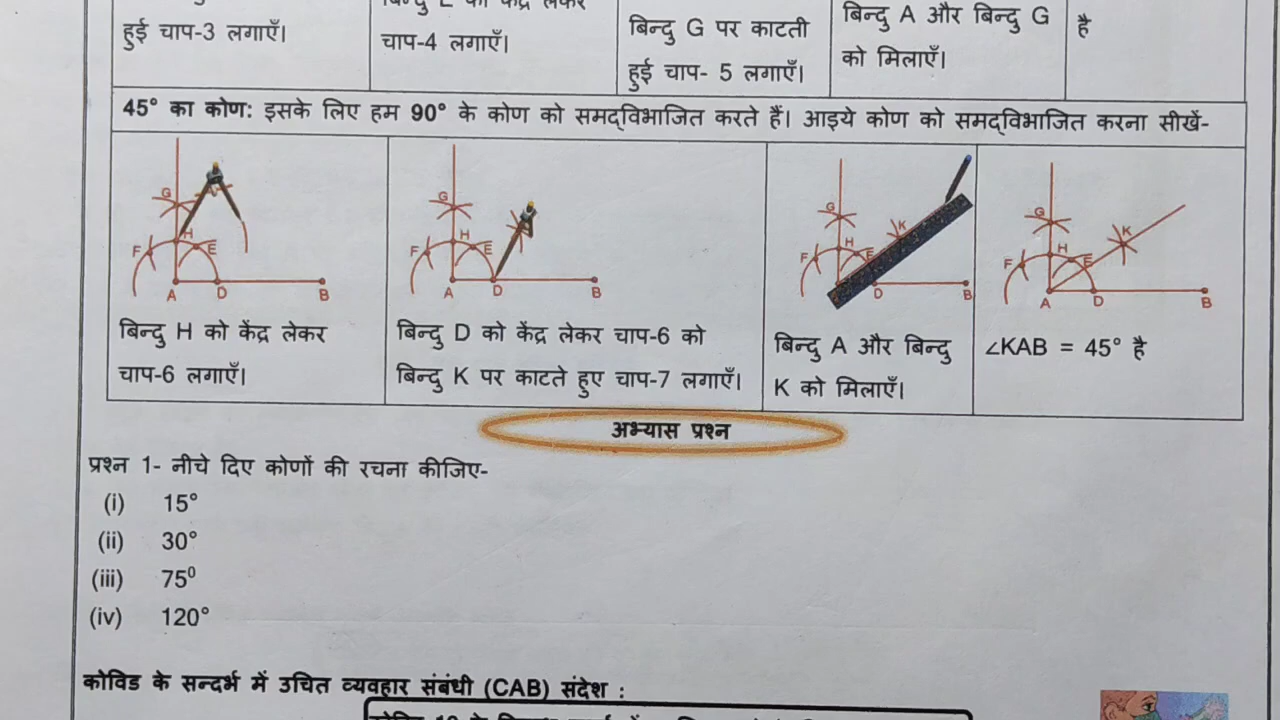 हुई चाप-3 लगाएँ।
चाप-4 लगाएँ।
बिन्दु G पर काटती
हुई चाप- 5 लगाएँ।
बिन्दु A और बिन्दु G
को मिलाएँ।
है
45° का कोण: इसके लिए हम 90° के कोण को समद्विभाजित करते हैं। आइये कोण को समद्विभाजित करना सीखें-
G
F H E
A D B
बिन्दु H को केंद्र लेकर
चाप-6 लगाएँ।
G
F H E
A D B
बिन्दु D को केंद्र लेकर चाप-6 को
बिन्दु K पर काटते हुए चाप-7 लगाएँ।
G
K
F H E
D B
बिन्दु A और बिन्दु
K को मिलाएँ।
G
K
F H E
A D B
∠KAB = 45° है
अभ्यास प्रश्न
प्रश्न 1- नीचे दिए कोणों की रचना कीजिए-
(i) 15°
(ii) 30°
(iii) 75⁰
(iv) 120°
कोविड के सन्दर्भ में उचित व्यवहार संबंधी (CAB) संदेश :